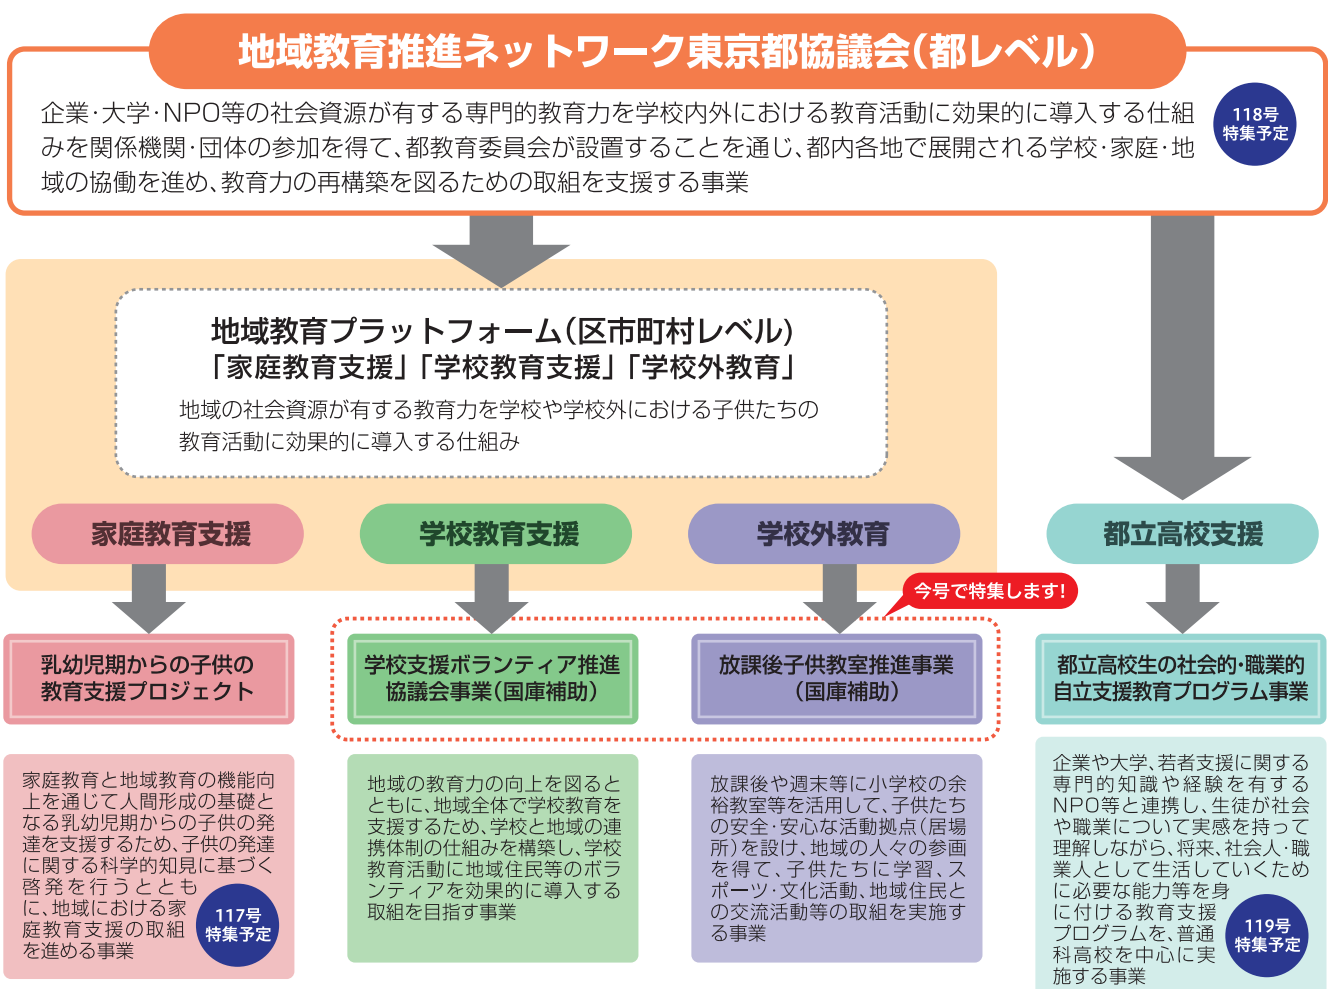 地域教育推進ネットワーク東京都協議会（都レベル）
企業・大学・NPO等の社会資源が有する専門的教育力を学校内外における教育活動に効果的に導入する仕組
みを関係機関・団体の参加を得て、都教育委員会が設置することを通じ、都内各地で展開される学校・家庭・地
域の協働を進め、教育力の再構築を図るための取組を支援する事業
118号
特集予定
地域教育プラットフォーム（区市町村レベル）
「家庭教育支援」「学校教育支援」「学校外教育」
地域の社会資源が有する教育力を学校や学校外における子供たちの
教育活動に効果的に導入する仕組み
家庭教育支援
学校教育支援
学校外教育
都立高校支援
今号で特集します！
乳幼児期からの子供の
教育支援プロジェクト
学校支援ボランティア推進
協議会事業（国庫補助）
放課後子供教室推進事業
（国庫補助）
都立高校生の社会的・職業的
自立支援教育プログラム事業
家庭教育と地域教育の機能向
上を通じて人間形成の基礎と
なる乳幼児期からの子供の発
達を支援するため、子供の発達
に関する科学的知見に基づく
啓発を行うととも
に、地域における家
庭教育支援の取組
を進める事業
117号
特集予定
地域の教育力の向上を図ると
ともに、地域全体で学校教育を
支援するため、学校と地域の連
携体制の仕組みを構築し、学校
教育活動に地域住民等のボラ
ンティアを効果的に導入する
取組を目指す事業
放課後や週末等に小学校の余
裕教室等を活用して、子供たち
の安全・安心な活動拠点（居場
所）を設け、地域の人々の参画
を得て、子供たちに学習、ス
ポーツ・文化活動、地域住民と
の交流活動等の取組を実施す
る事業
企業や大学、若者支援に関する
専門的知識や経験を有する
NPO等と連携し、生徒が社会
や職業について実感を持って
理解しながら、将来、社会人・職
業人として生活していくため
に必要な能力等を身
に付ける教育支援
プログラムを、普通
科高校を中心に実
施する事業
119号
特集予定